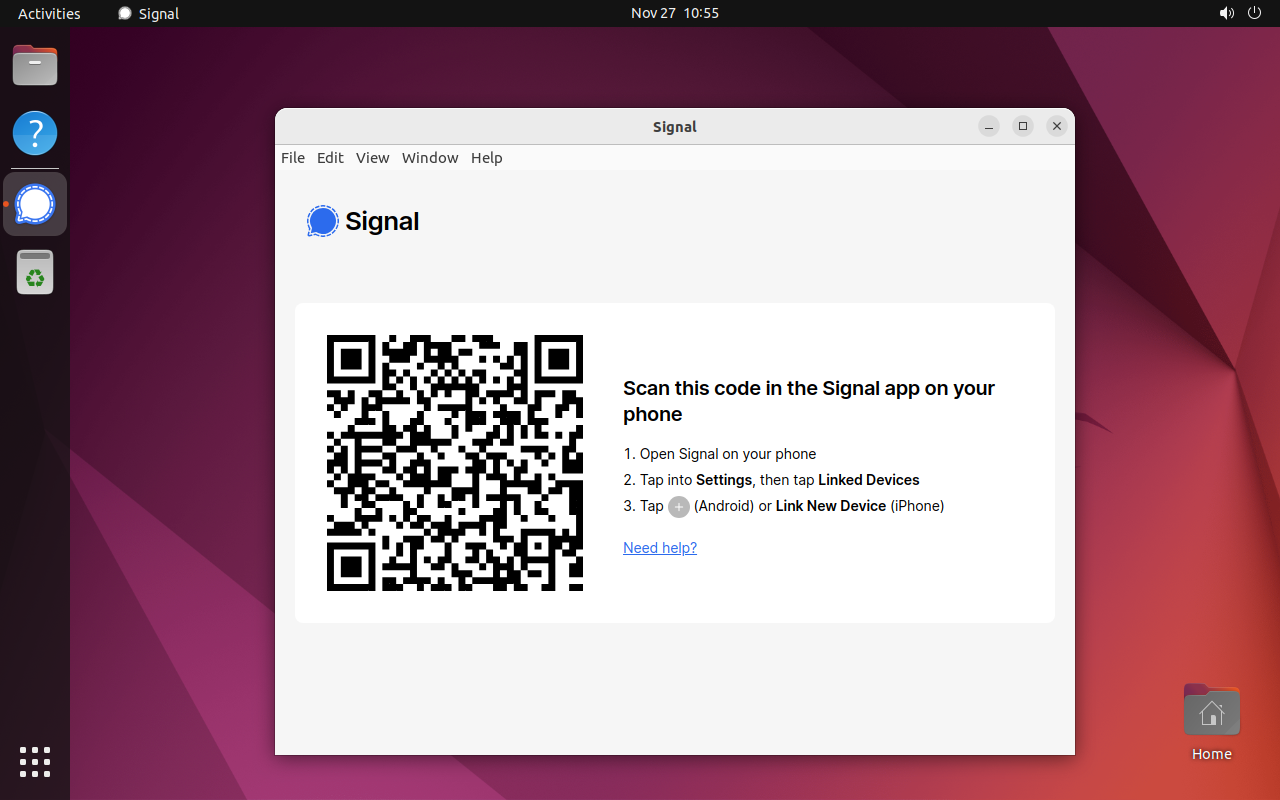 Activities
Signal
Nov 27 10:55
Signal
File Edit View Window Help
Signal
Scan this code in the Signal app on your
phone
1. Open Signal on your phone
2. Tap into Settings, then tap Linked Devices
3. Tap + (Android) or Link New Device (iPhone)
Need help?
Home